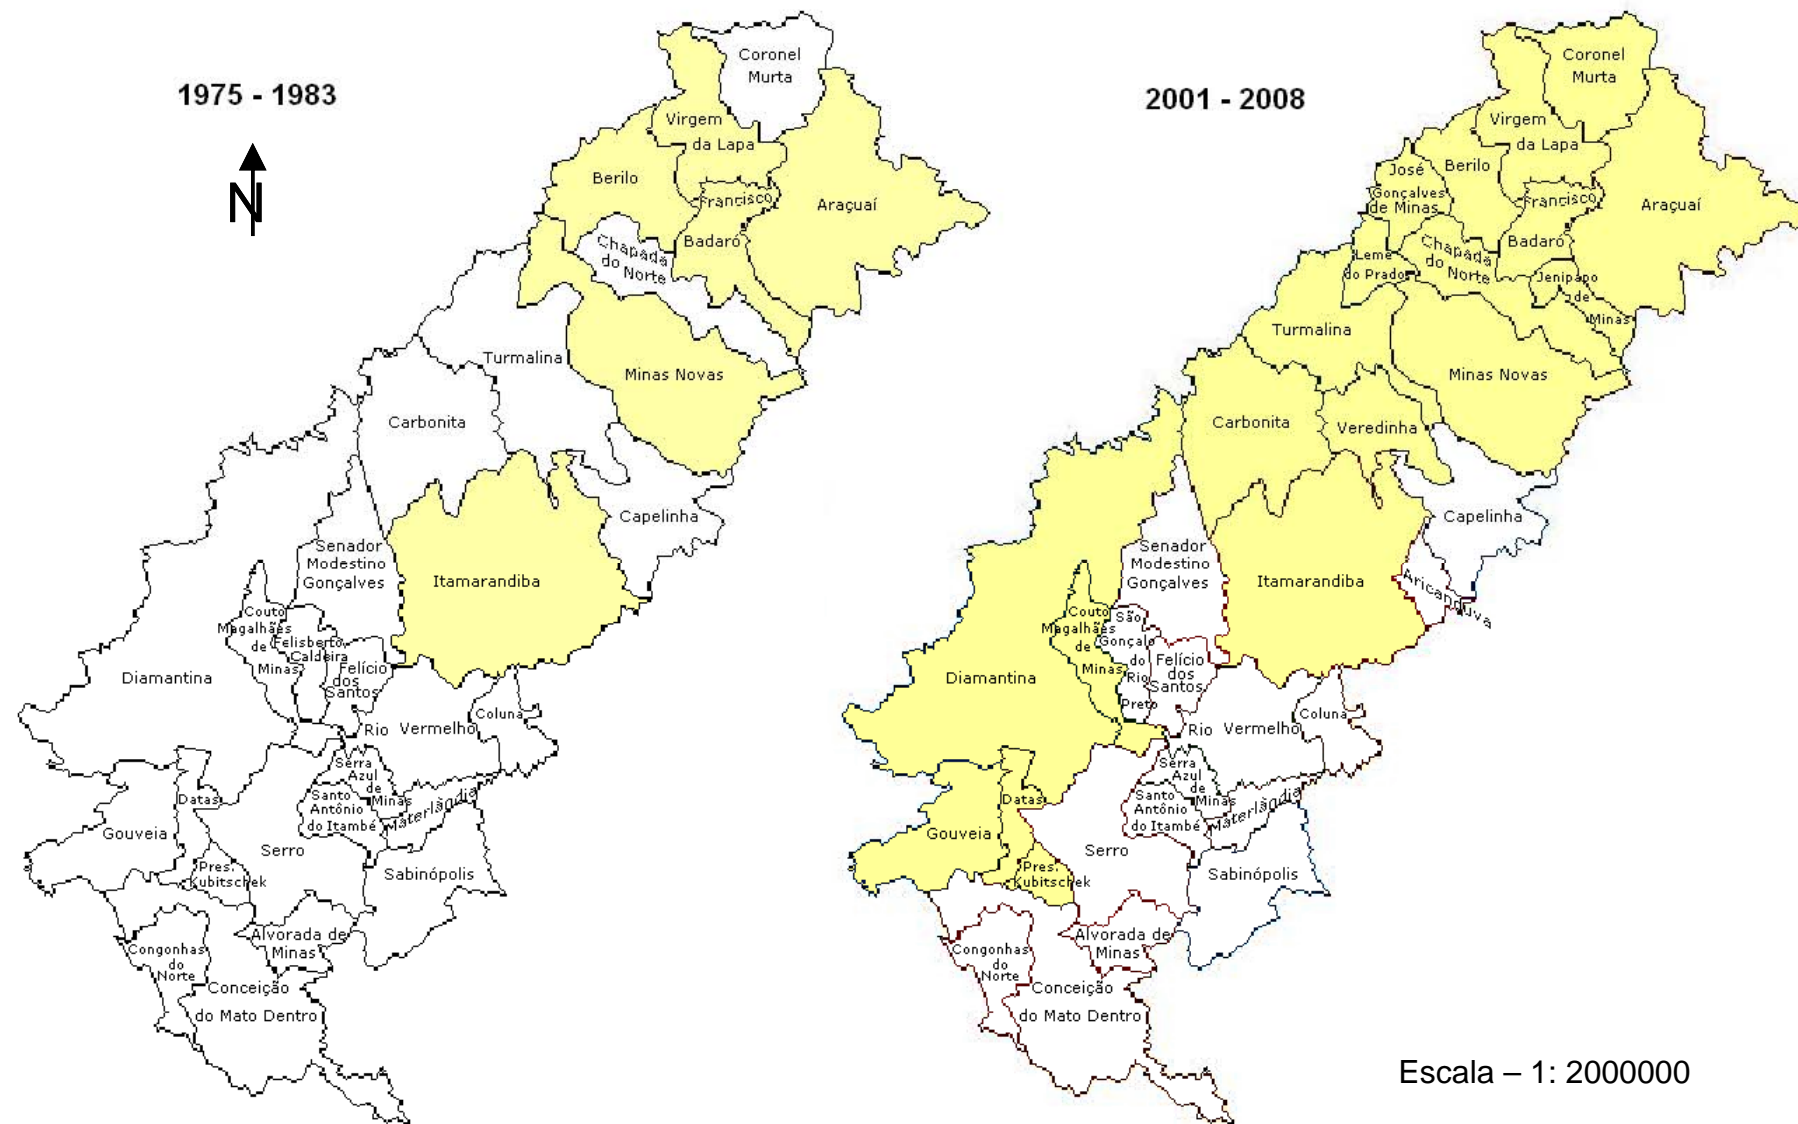 1975 - 1983
N
Coronel
Murta
Virgem
da Lapa
Berilo
Francisco
Badaró
Araçuaí
Chapada
do Norte
Turmalina
Minas Novas
Carbonita
Capelinha
Senador
Modestino
Gonçalves
Itamarandiba
Couto
Magalhães
de
Minas
Felisberto
Caldeira
Felício
dos
Santos
Diamantina
Rio Vermelho
Coluna
Serra
Azul
de
Minas
Materlândia
Santo
Antônio
do Itambé
Datas
Gouveia
Serro
Pres.
Kubitschek
Sabinópolis
Alvorada de
Minas
Congonhas
do
Norte
Conceição
do Mato Dentro
2001 - 2008
Coronel
Murta
Virgem
da Lapa
José
Gonçalves
de Minas
Berilo
Francisco
Badaró
Araçuaí
Chapada
do Norte
Leme
do Prado
Jenipapo
de
Minas
Turmalina
Minas Novas
Carbonita
Veredinha
Capelinha
Aricanduva
Senador
Modestino
Gonçalves
Itamarandiba
Couto
Magalhães
de
Minas
São
Gonçalo
do
Rio
Preto
Felício
dos
Santos
Diamantina
Rio Vermelho
Coluna
Serra
Azul
de
Minas
Materlândia
Santo
Antônio
do Itambé
Datas
Gouveia
Serro
Pres.
Kubitschek
Sabinópolis
Alvorada de
Minas
Congonhas
do
Norte
Conceição
do Mato Dentro
Escala – 1: 2000000